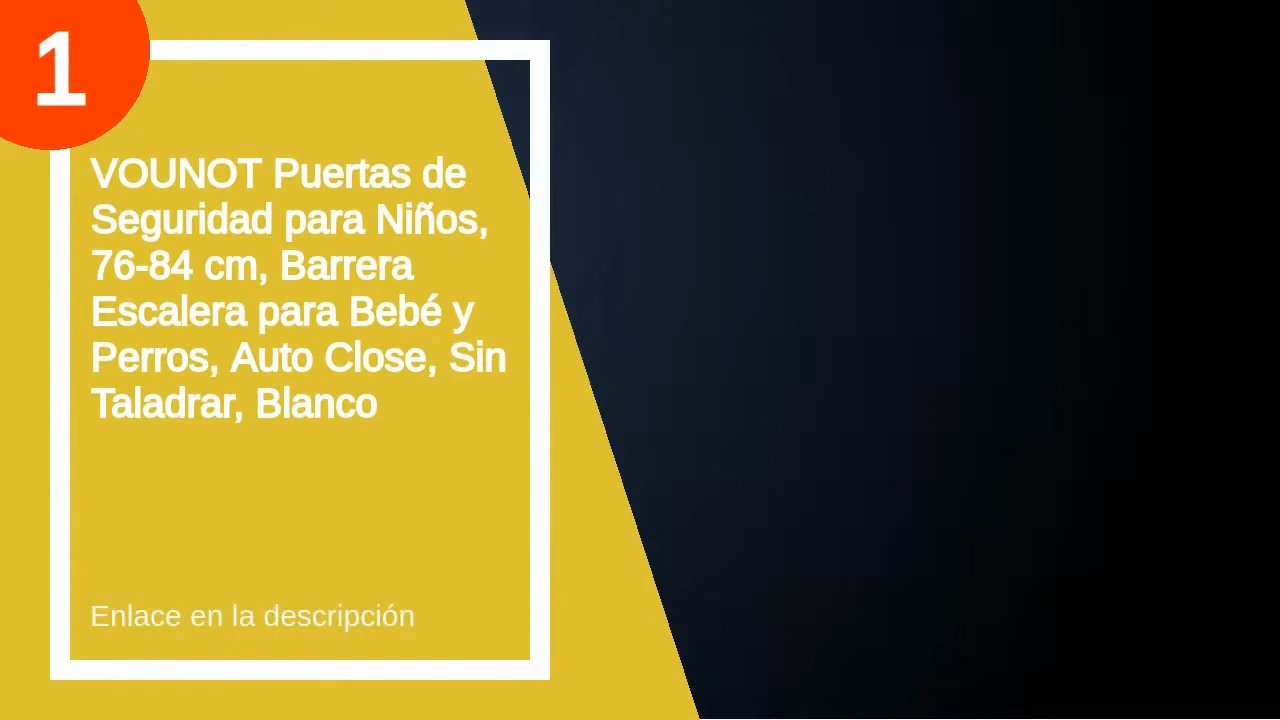 1
VOUNOT Puertas de
Seguridad para Niños,
76-84 cm, Barrera
Escalera para Bebé y
Perros, Auto Close, Sin
Taladrar, Blanco
Enlace en la descripción